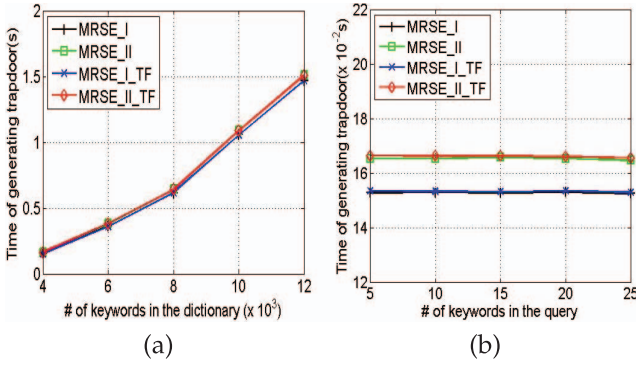 Time of generating trapdoor(s)
2
1.5
1
0.5
0
MRSE_I
MRSE_II
MRSE_I_TF
MRSE_II_TF
4 6 8 10 12
# of keywords in the dictionary (x 10³)
(a)
Time of generating trapdoor(x 10⁻²s)
22
20
18
16
14
12
MRSE_I
MRSE_II
MRSE_I_TF
MRSE_II_TF
5 10 15 20 25
# of keywords in the query
(b)